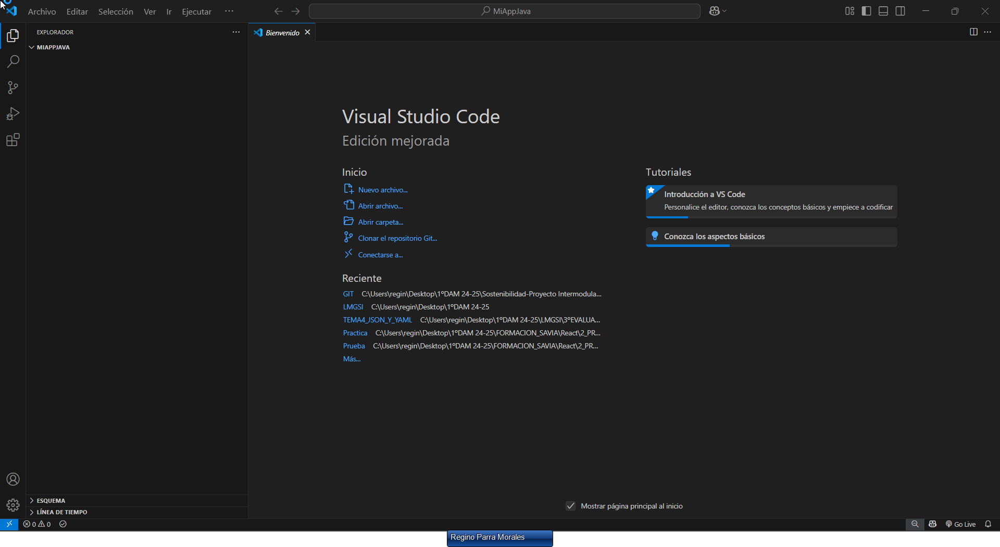 Archivo Editar Selección Ver Ir Ejecutar ··· MiAppJava
EXPLORADOR ···
Bienvenido
MIAPPJAVA
Visual Studio Code
Edición mejorada
Inicio
Nuevo archivo...
Abrir archivo...
Abrir carpeta...
Clonar el repositorio Git...
Conectarse a...
Tutoriales
Introducción a VS Code
Personalice el editor, conozca los conceptos básicos y empiece a codificar
Conozca los aspectos básicos
Reciente
GIT C:\Users\regin\Desktop\1ºDAM 24-25\Sostenibilidad-Proyecto Intermodula...
LMGSI C:\Users\regin\Desktop\1ºDAM 24-25
TEMA4_JSON_Y_YAML C:\Users\regin\Desktop\1ºDAM 24-25\LMGSI\3ºEVALUA...
Practica C:\Users\regin\Desktop\1ºDAM 24-25\FORMACION_SAVIA\React\2_PR...
Prueba C:\Users\regin\Desktop\1ºDAM 24-25\FORMACION_SAVIA\React\2_PR...
Más...
Mostrar página principal al inicio
ESQUEMA
LÍNEA DE TIEMPO
0 0 Go Live
Regino Parra Morales